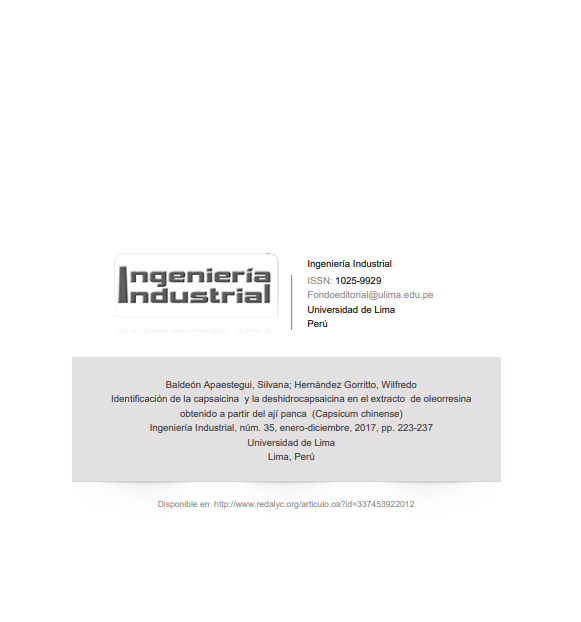 Ingeniería
Industrial
Ingeniería Industrial
ISSN: 1025-9929
Fondoeditorial@ulima.edu.pe
Universidad de Lima
Perú
Baldeón Apaestegui, Silvana; Hernández Gorritto, Wilfredo
Identificación de la capsaicina y la deshidrocapsaicina en el extracto de oleorresina
obtenido a partir del ají panca (Capsicum chinense)
Ingeniería Industrial, núm. 35, enero-diciembre, 2017, pp. 223-237
Universidad de Lima
Lima, Perú
Disponible en: http://www.redalyc.org/articulo.oa?id=337453922012